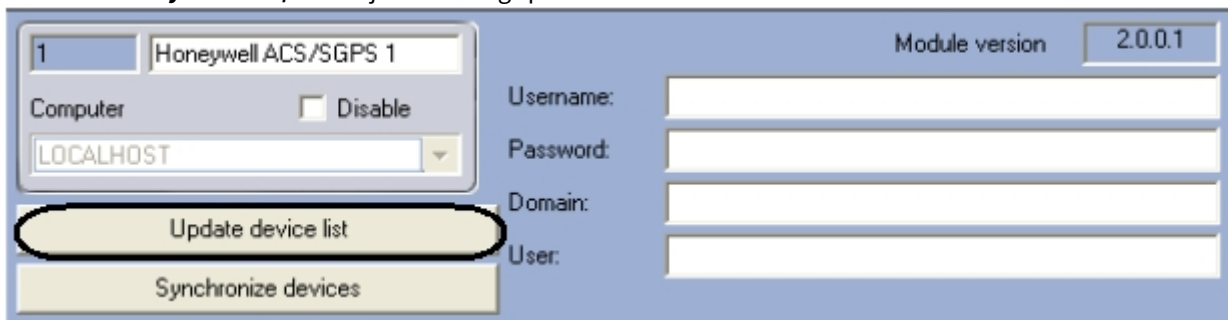 1 Honeywell ACS/SGPS 1
Computer Disable
LOCALHOST
Update device list
Synchronize devices
Module version 2.0.0.1
Username:
Password:
Domain:
User: